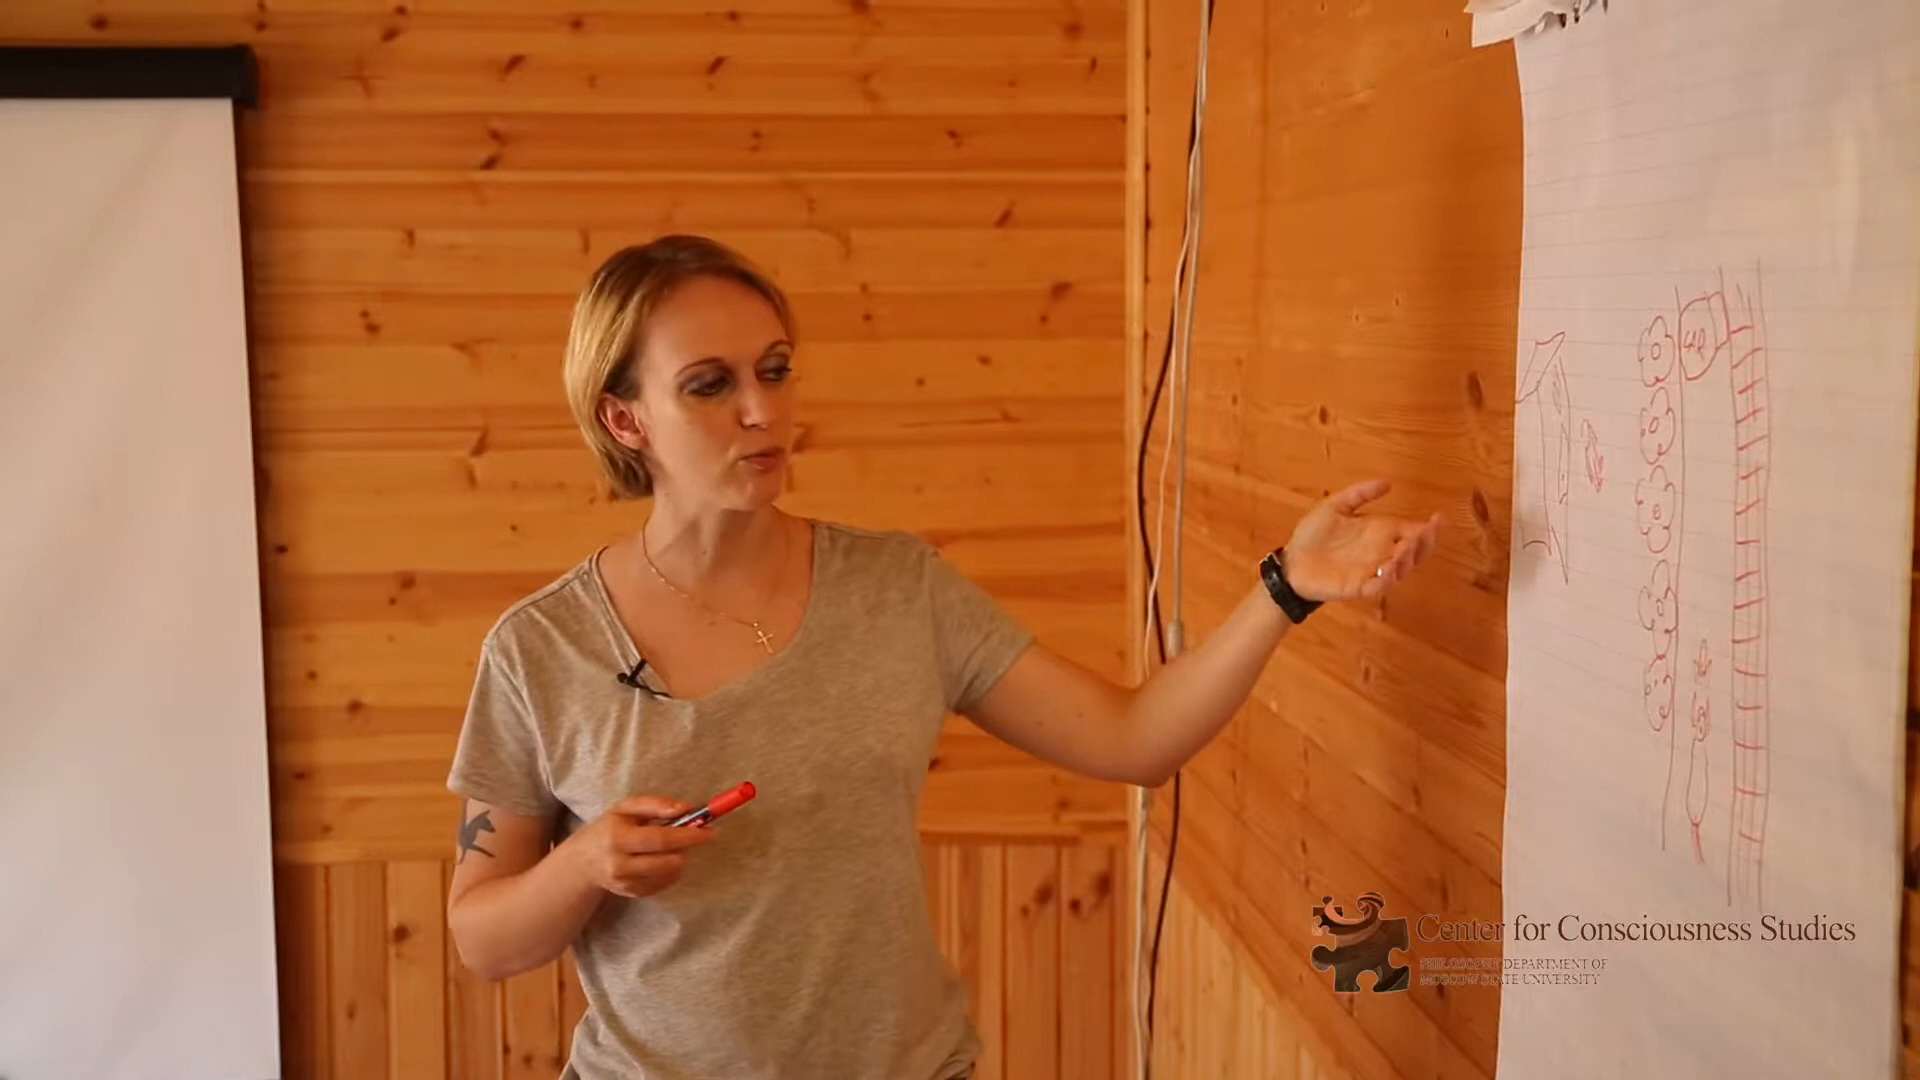 Center for Consciousness Studies
PHILOSOPHY DEPARTMENT OF
MOSCOW STATE UNIVERSITY